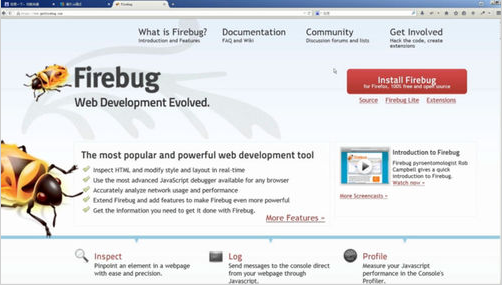 Firebug
What is Firebug?
Introduction and Features
Documentation
FAQ and Wiki
Community
Discussion forums and lists
Get Involved
Hack the code, create
extensions
Firebug
Web Development Evolved.
Install Firebug
for Firefox, 100% free and open source
Source
Firebug Lite
Extensions
The most popular and powerful web development tool
Inspect HTML and modify style and layout in real-time
Use the most advanced JavaScript debugger available for any browser
Accurately analyze network usage and performance
Extend Firebug and add features to make Firebug even more powerful
Get the information you need to get it done with Firebug.
More Features »
Introduction to Firebug
Firebug pyroentomologist Rob
Campbell gives a quick
introduction to Firebug.
Watch now »
More Screencasts »
Inspect
Pinpoint an element in a webpage
with ease and precision.
Log
Send messages to the console direct
from your webpage through
Javascript.
Profile
Measure your Javascript
performance in the Console's
Profiler.